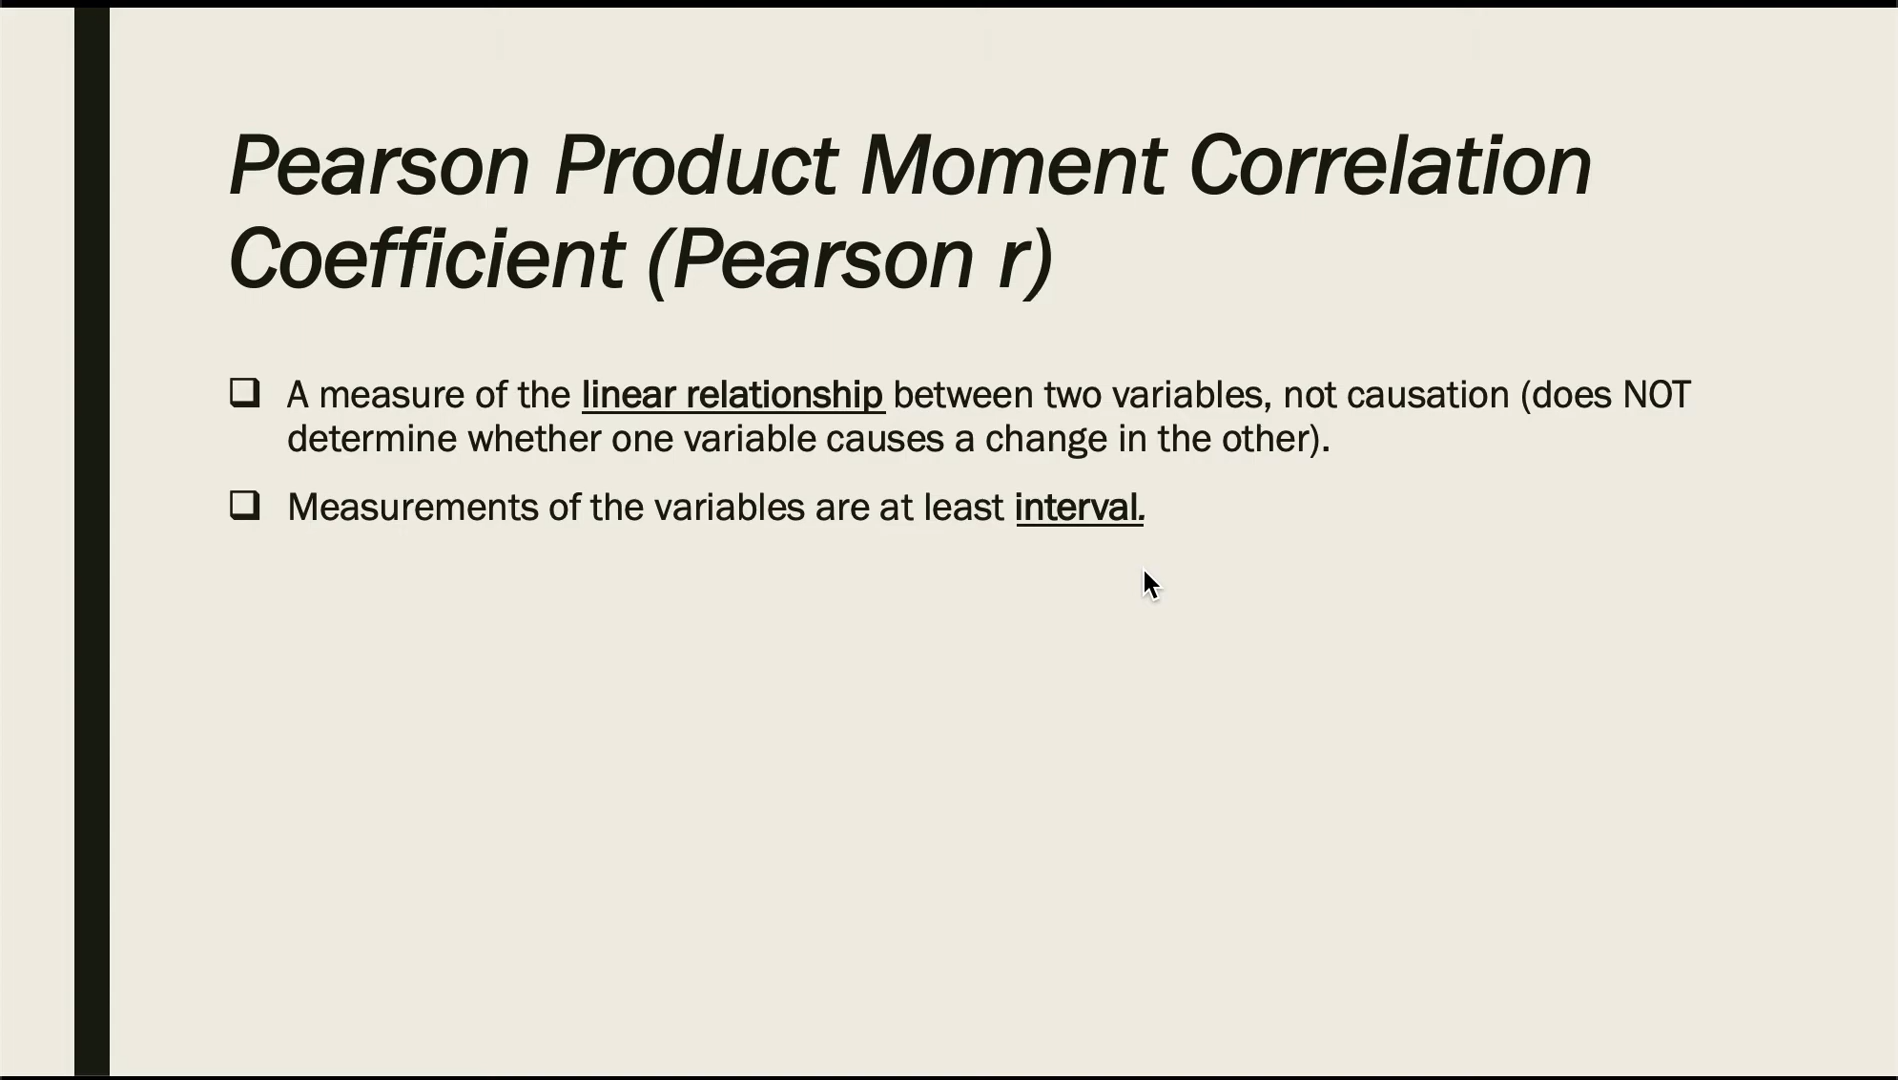 Pearson Product Moment Correlation
Coefficient (Pearson r)
❑ A measure of the linear relationship between two variables, not causation (does NOT
determine whether one variable causes a change in the other).
❑ Measurements of the variables are at least interval.